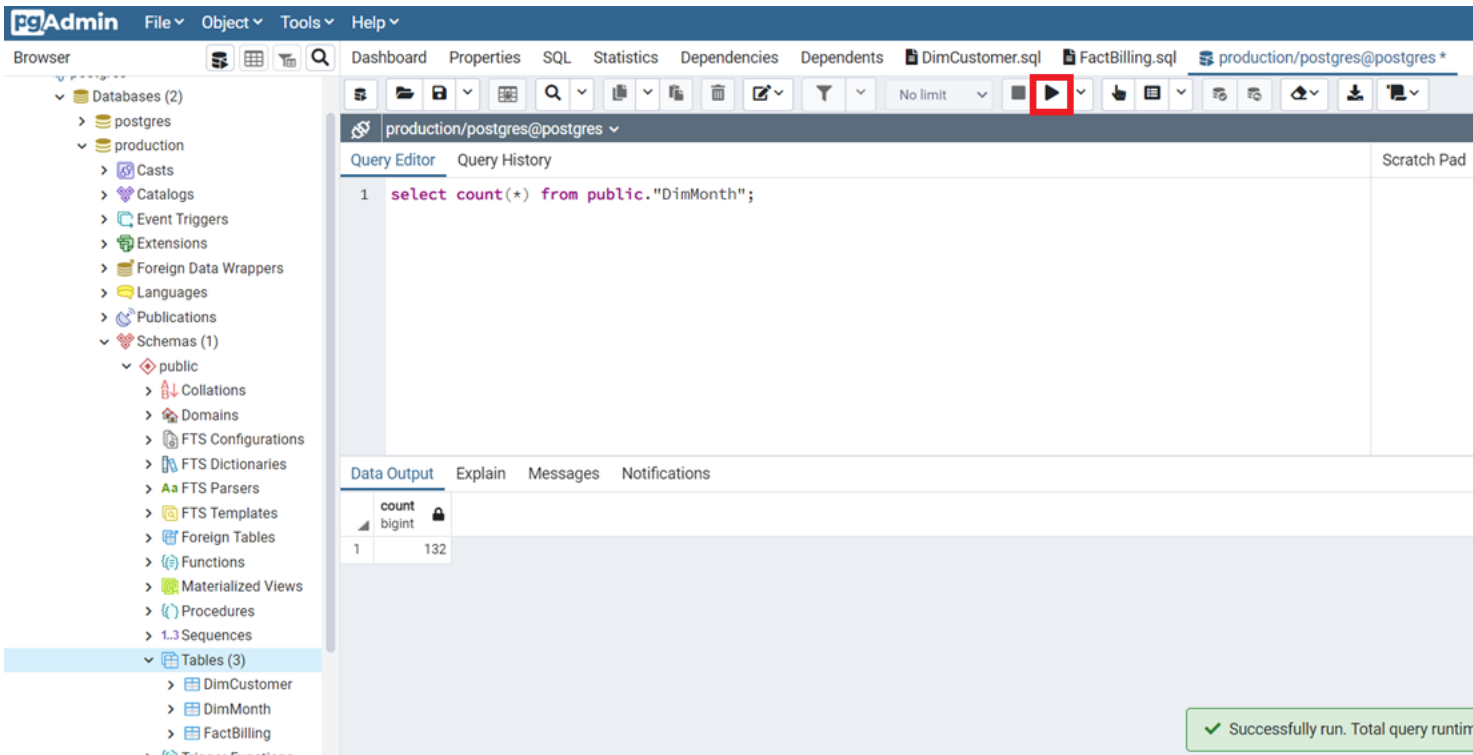 pgAdmin File Object Tools Help
Browser
Dashboard Properties SQL Statistics Dependencies Dependents DimCustomer.sql FactBilling.sql production/postgres@postgres *
Databases (2)
postgres
production
Casts
Catalogs
Event Triggers
Extensions
Foreign Data Wrappers
Languages
Publications
Schemas (1)
public
Collations
Domains
FTS Configurations
FTS Dictionaries
Aa FTS Parsers
FTS Templates
Foreign Tables
Functions
Materialized Views
Procedures
1..3 Sequences
Tables (3)
DimCustomer
DimMonth
FactBilling
No limit
production/postgres@postgres
Query Editor Query History
Scratch Pad
1 select count(*) from public."DimMonth";
Data Output Explain Messages Notifications
count
bigint
1 132
Successfully run. Total query